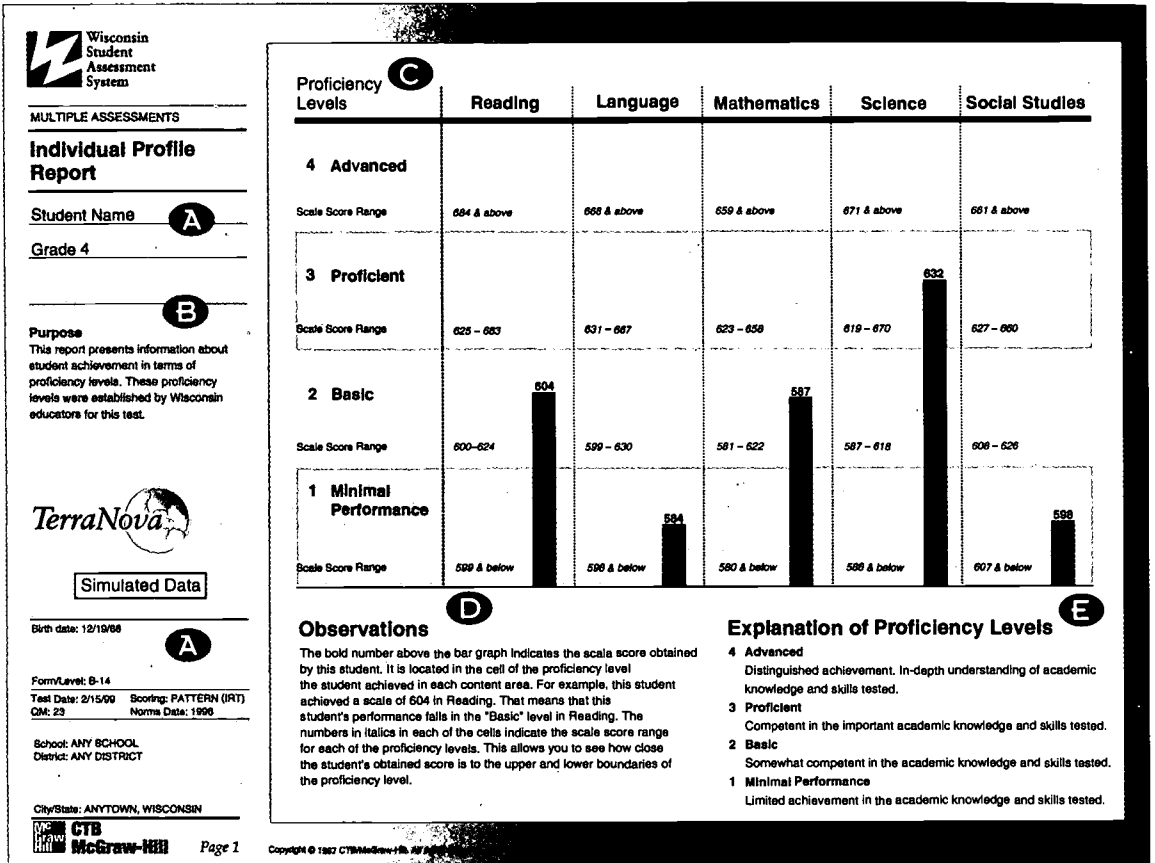 Wisconsin
Student
Assessment
System
MULTIPLE ASSESSMENTS
Individual Profile
Report
Student Name
A
Grade 4
B
Purpose
This report presents information about
student achievement in terms of
proficiency levels. These proficiency
levels were established by Wisconsin
educators for this test.
TerraNova
Simulated Data
Birth date: 12/19/88
A
Form/Level: B-14
Test Date: 2/15/99 Scoring: PATTERN (IRT)
QM: 23 Norms Date: 1996
School: ANY SCHOOL
District: ANY DISTRICT
City/State: ANYTOWN, WISCONSIN
Mc
Graw
Hill
CTB
McGraw-Hill
Page 1
Proficiency
Levels
C
Reading Language Mathematics Science Social Studies
4 Advanced
Scale Score Range 684 & above 668 & above 659 & above 671 & above 661 & above
3 Proficient
632
Scale Score Range 625 – 683 631 – 667 623 – 658 619 – 670 627 – 660
2 Basic
604 587
Scale Score Range 600–624 599 – 630 581 – 622 587 – 618 608 – 626
1 Minimal
Performance
584 598
Scale Score Range 599 & below 598 & below 580 & below 586 & below 607 & below
D
Observations
The bold number above the bar graph indicates the scala score obtained
by this student. It is located in the cell of the proficiency level
the student achieved in each content area. For example, this student
achieved a scale of 604 in Reading. That means that this
student's performance falls in the "Basic" level in Reading. The
numbers in italics in each of the cells indicate the scale score range
for each of the proficiency levels. This allows you to see how close
the student's obtained score is to the upper and lower boundaries of
the proficiency level.
E
Explanation of Proficiency Levels
4 Advanced
Distinguished achievement. In-depth understanding of academic
knowledge and skills tested.
3 Proficient
Competent in the important academic knowledge and skills tested.
2 Basic
Somewhat competent in the academic knowledge and skills tested.
1 Minimal Performance
Limited achievement in the academic knowledge and skills tested.
Copyright © 1997 CTB/McGraw-Hill. All